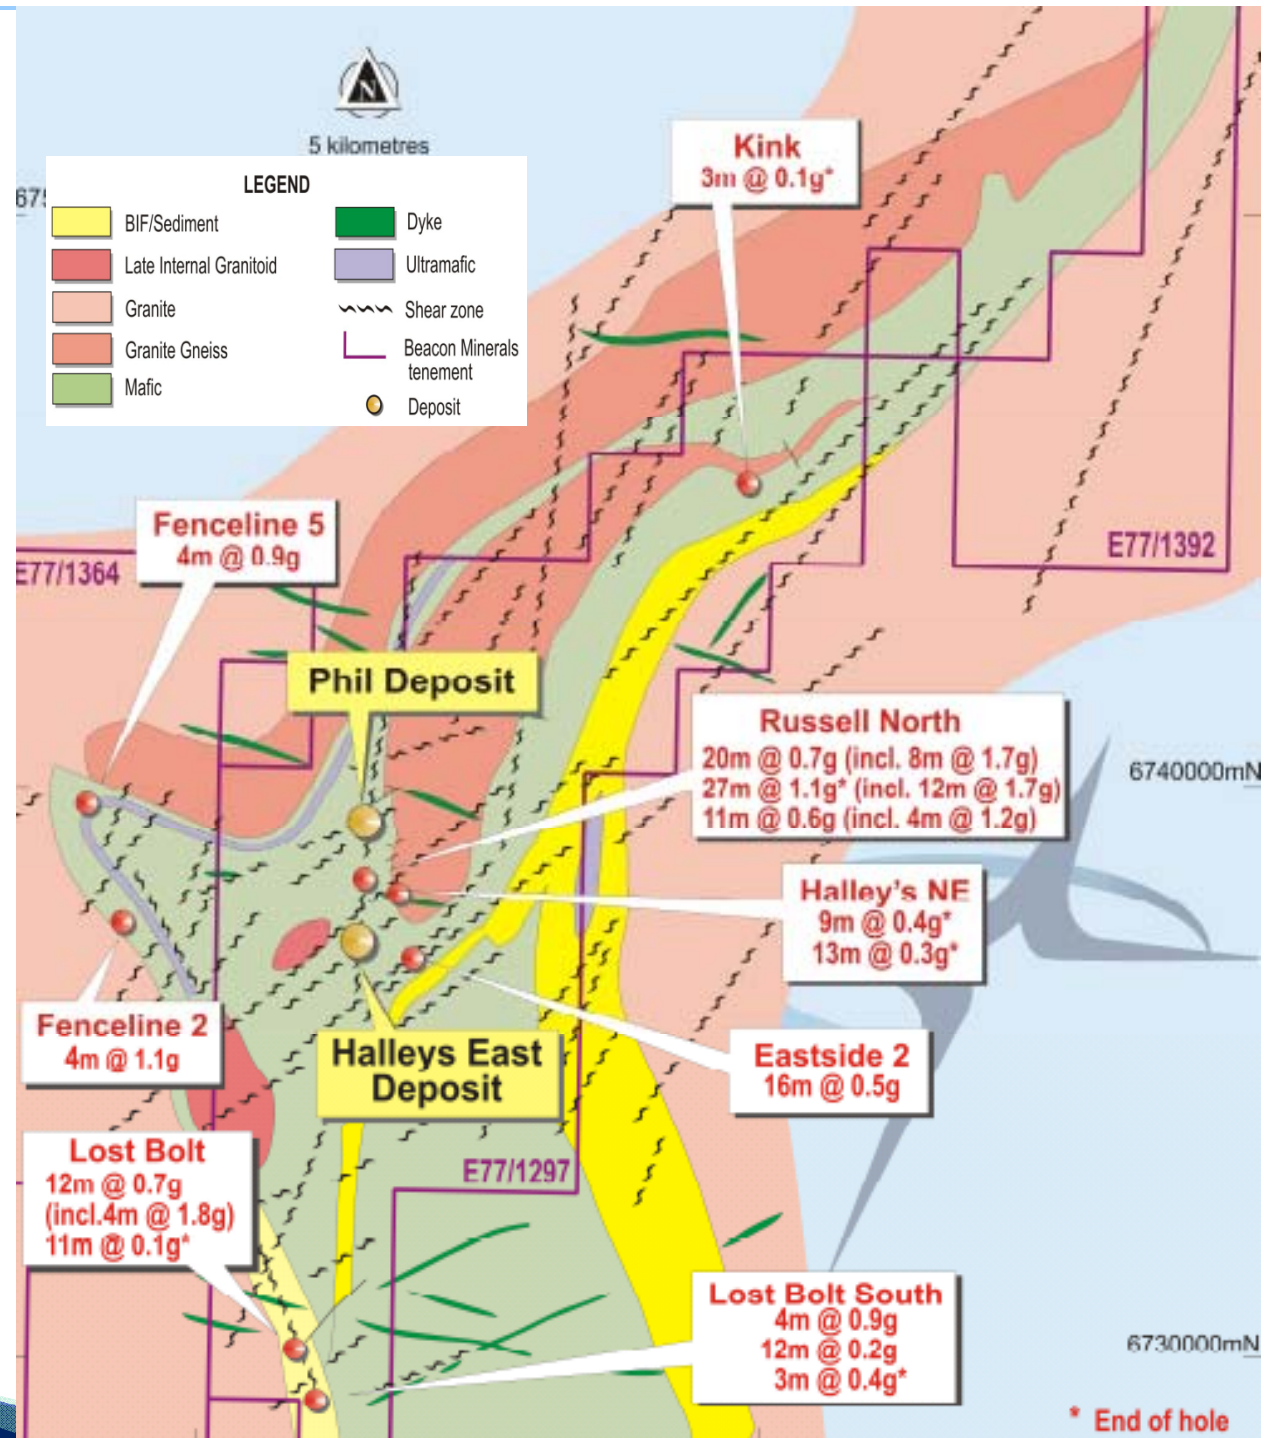 N
5 kilometres
LEGEND
BIF/Sediment
Late Internal Granitoid
Granite
Granite Gneiss
Mafic
Dyke
Ultramafic
Shear zone
Beacon Minerals
tenement
Deposit
Kink
3m @ 0.1g*
Fenceline 5
4m @ 0.9g
E77/1364
E77/1392
Phil Deposit
Russell North
20m @ 0.7g (incl. 8m @ 1.7g)
27m @ 1.1g* (incl. 12m @ 1.7g)
11m @ 0.6g (incl. 4m @ 1.2g)
6740000mN
Halley's NE
9m @ 0.4g*
13m @ 0.3g*
Fenceline 2
4m @ 1.1g
Halleys East
Deposit
Eastside 2
16m @ 0.5g
Lost Bolt
12m @ 0.7g
(incl.4m @ 1.8g)
11m @ 0.1g*
E77/1297
Lost Bolt South
4m @ 0.9g
12m @ 0.2g
3m @ 0.4g*
6730000mN
* End of hole